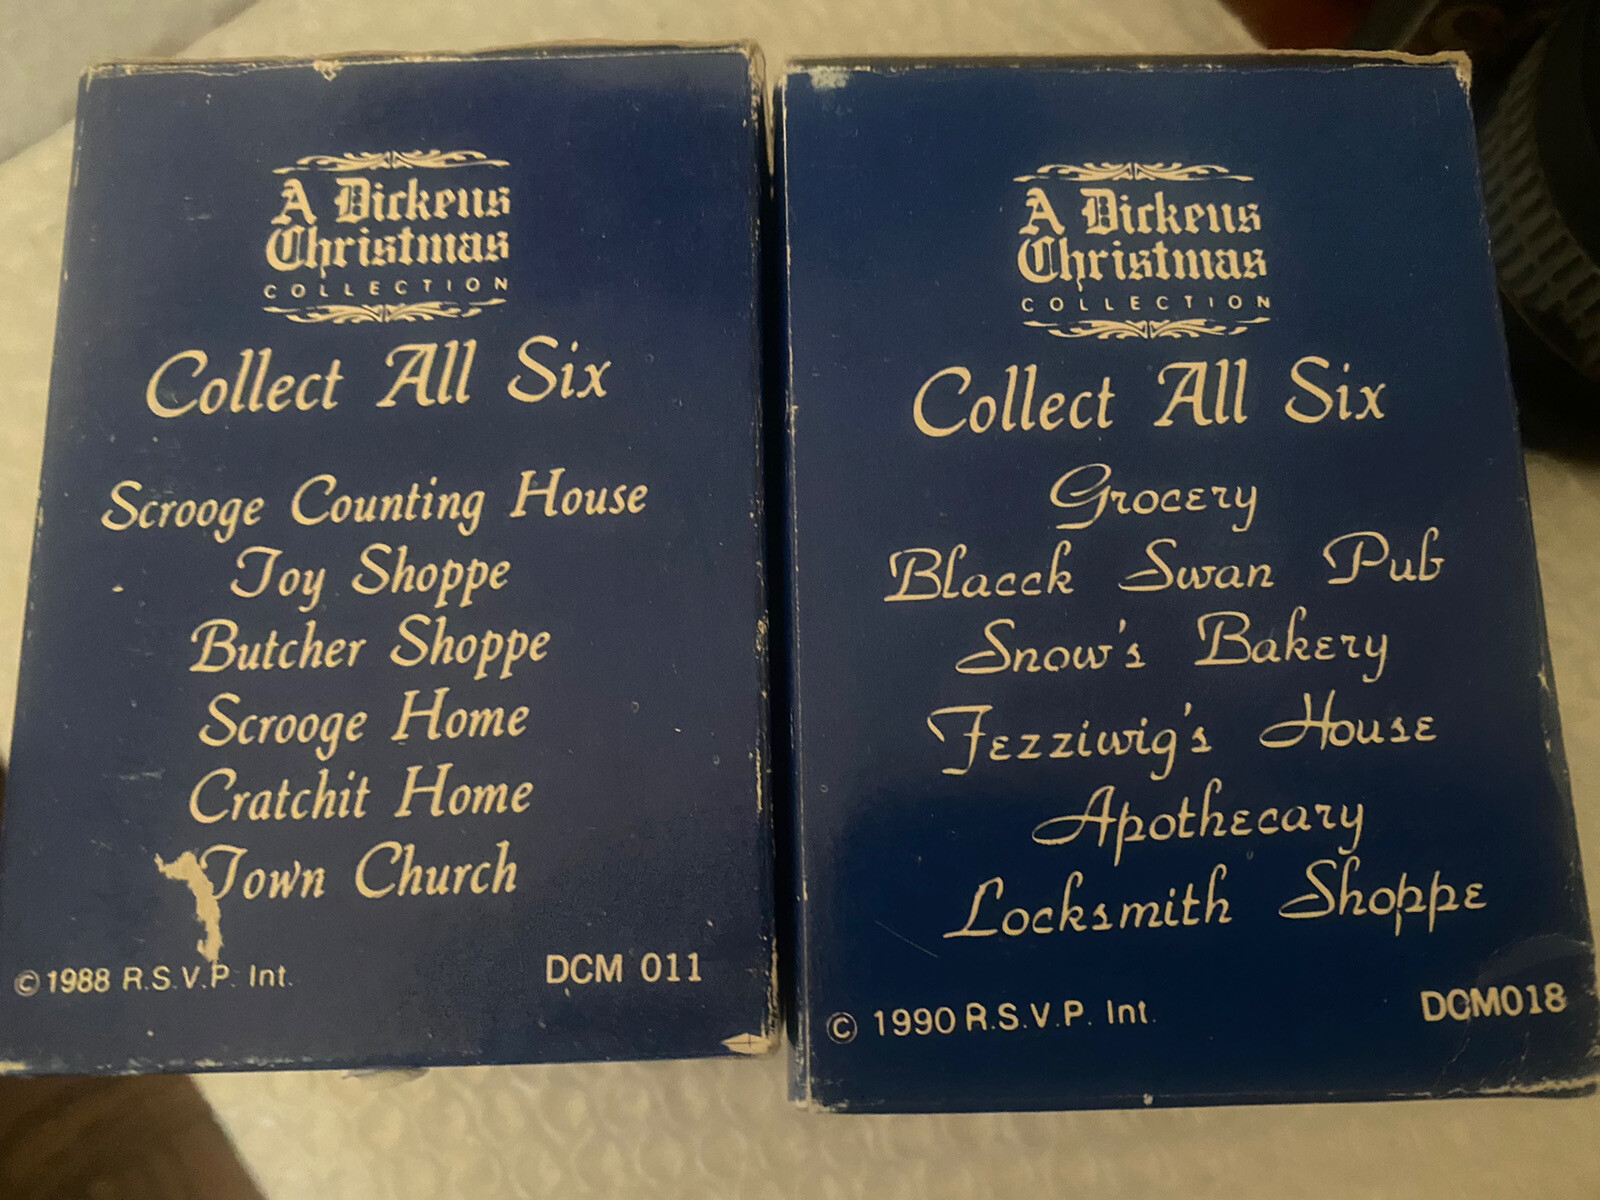 A Dickens
Christmas
COLLECTION
Collect All Six
Scrooge Counting House
Toy Shoppe
Butcher Shoppe
Scrooge Home
Cratchit Home
Town Church
© 1988 R.S.V.P. Int.
DCM 011
A Dickens
Christmas
COLLECTION
Collect All Six
Grocery
Blacck Swan Pub
Snow's Bakery
Fezziwig's House
Apothecary
Locksmith Shoppe
© 1990 R.S.V.P. Int.
DCM018